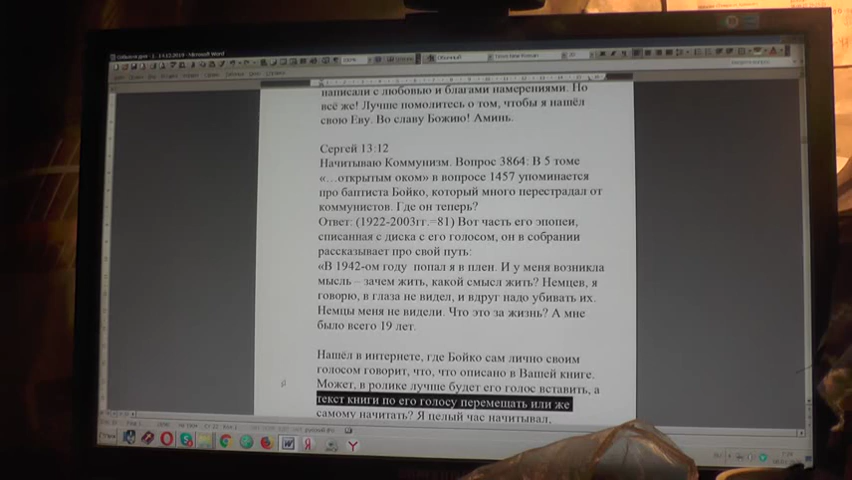 написали с любовью и благами намерениями. Но
всё же! Лучше помолитесь о том, чтобы я нашёл
свою Еву. Во славу Божию! Аминь.
Сергей 13:12
Начитываю Коммунизм. Вопрос 3864: В 5 томе
«…открытым оком» в вопросе 1457 упоминается
про баптиста Бойко, который много перестрадал от
коммунистов. Где он теперь?
Ответ: (1922-2003гг.=81) Вот часть его эпопеи,
списанная с диска с его голосом, он в собрании
рассказывает про свой путь:
«В 1942-ом году попал я в плен. И у меня возникла
мысль – зачем жить, какой смысл жить? Немцев, я
говорю, в глаза не видел, и вдруг надо убивать их.
Немцы меня не видели. Что это за жизнь? А мне
было всего 19 лет.
Нашёл в интернете, где Бойко сам лично своим
голосом говорит, что, что описано в Вашей книге.
Может, в ролике лучше будет его голос вставить, а
текст книги по его голосу перемещать или же
самому начитать? Я целый час начитывал,